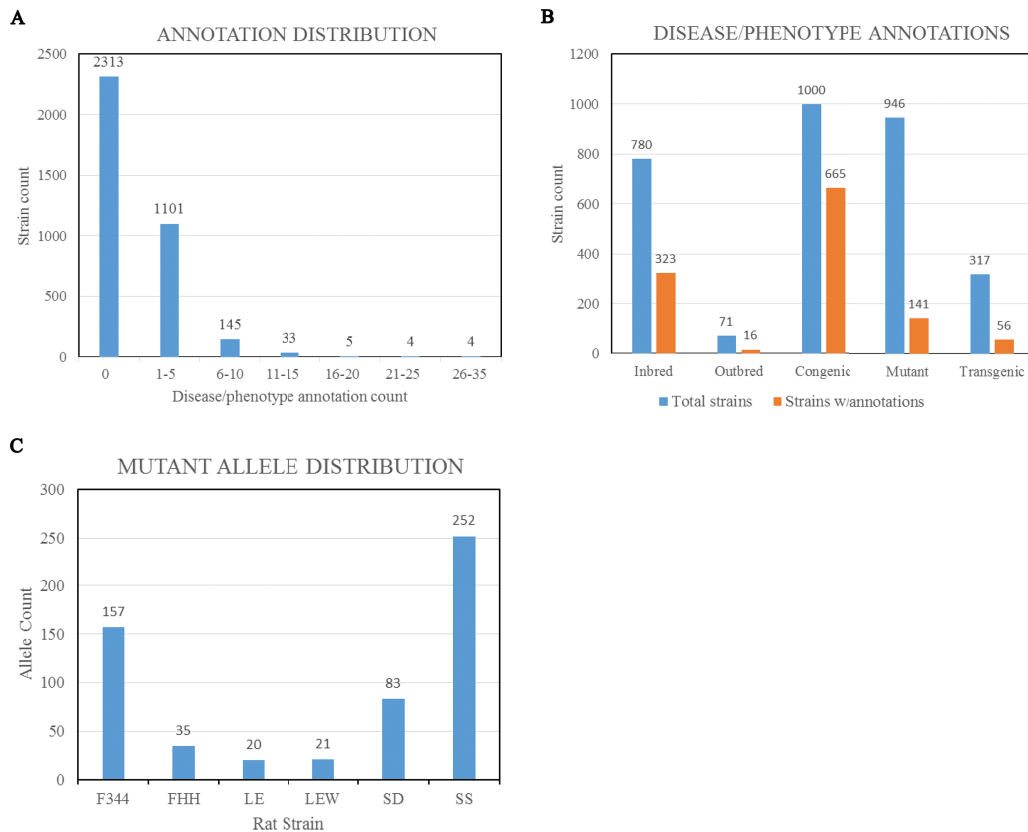 A
ANNOTATION DISTRIBUTION
2313
1101
145
33
5
4
4
2500
2000
1500
1000
500
0
Strain count
0
1-5
6-10
11-15
16-20
21-25
26-35
Disease/phenotype annotation count
B
DISEASE/PHENOTYPE ANNOTATIONS
1200
1000
800
600
400
200
0
Strain count
780
323
71
16
1000
665
946
141
317
56
Inbred
Outbred
Congenic
Mutant
Transgenic
Total strains
Strains w/annotations
C
MUTANT ALLELE DISTRIBUTION
300
250
200
150
100
50
0
Allele Count
157
35
20
21
83
252
F344
FHH
LE
LEW
SD
SS
Rat Strain